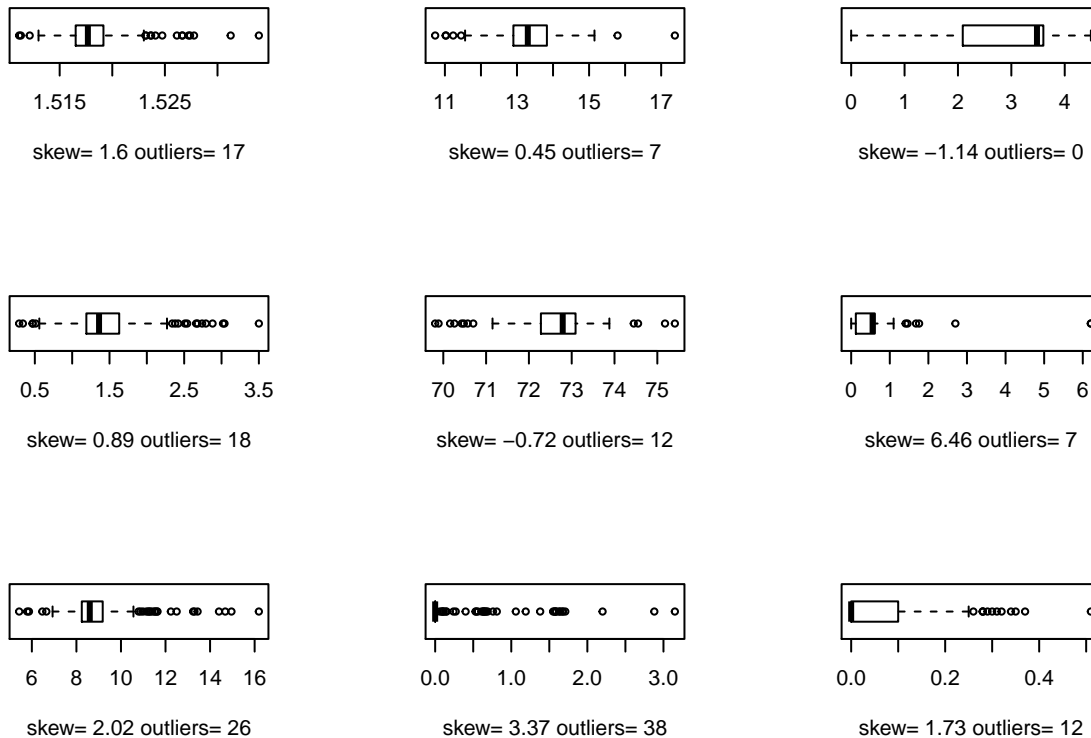 1.515 1.525
11 13 15 17
0 1 2 3 4
skew= 1.6 outliers= 17
skew= 0.45 outliers= 7
skew= −1.14 outliers= 0
0.5 1.5 2.5 3.5
70 71 72 73 74 75
0 1 2 3 4 5 6
skew= 0.89 outliers= 18
skew= −0.72 outliers= 12
skew= 6.46 outliers= 7
6 8 10 12 14 16
0.0 1.0 2.0 3.0
0.0 0.2 0.4
skew= 2.02 outliers= 26
skew= 3.37 outliers= 38
skew= 1.73 outliers= 12